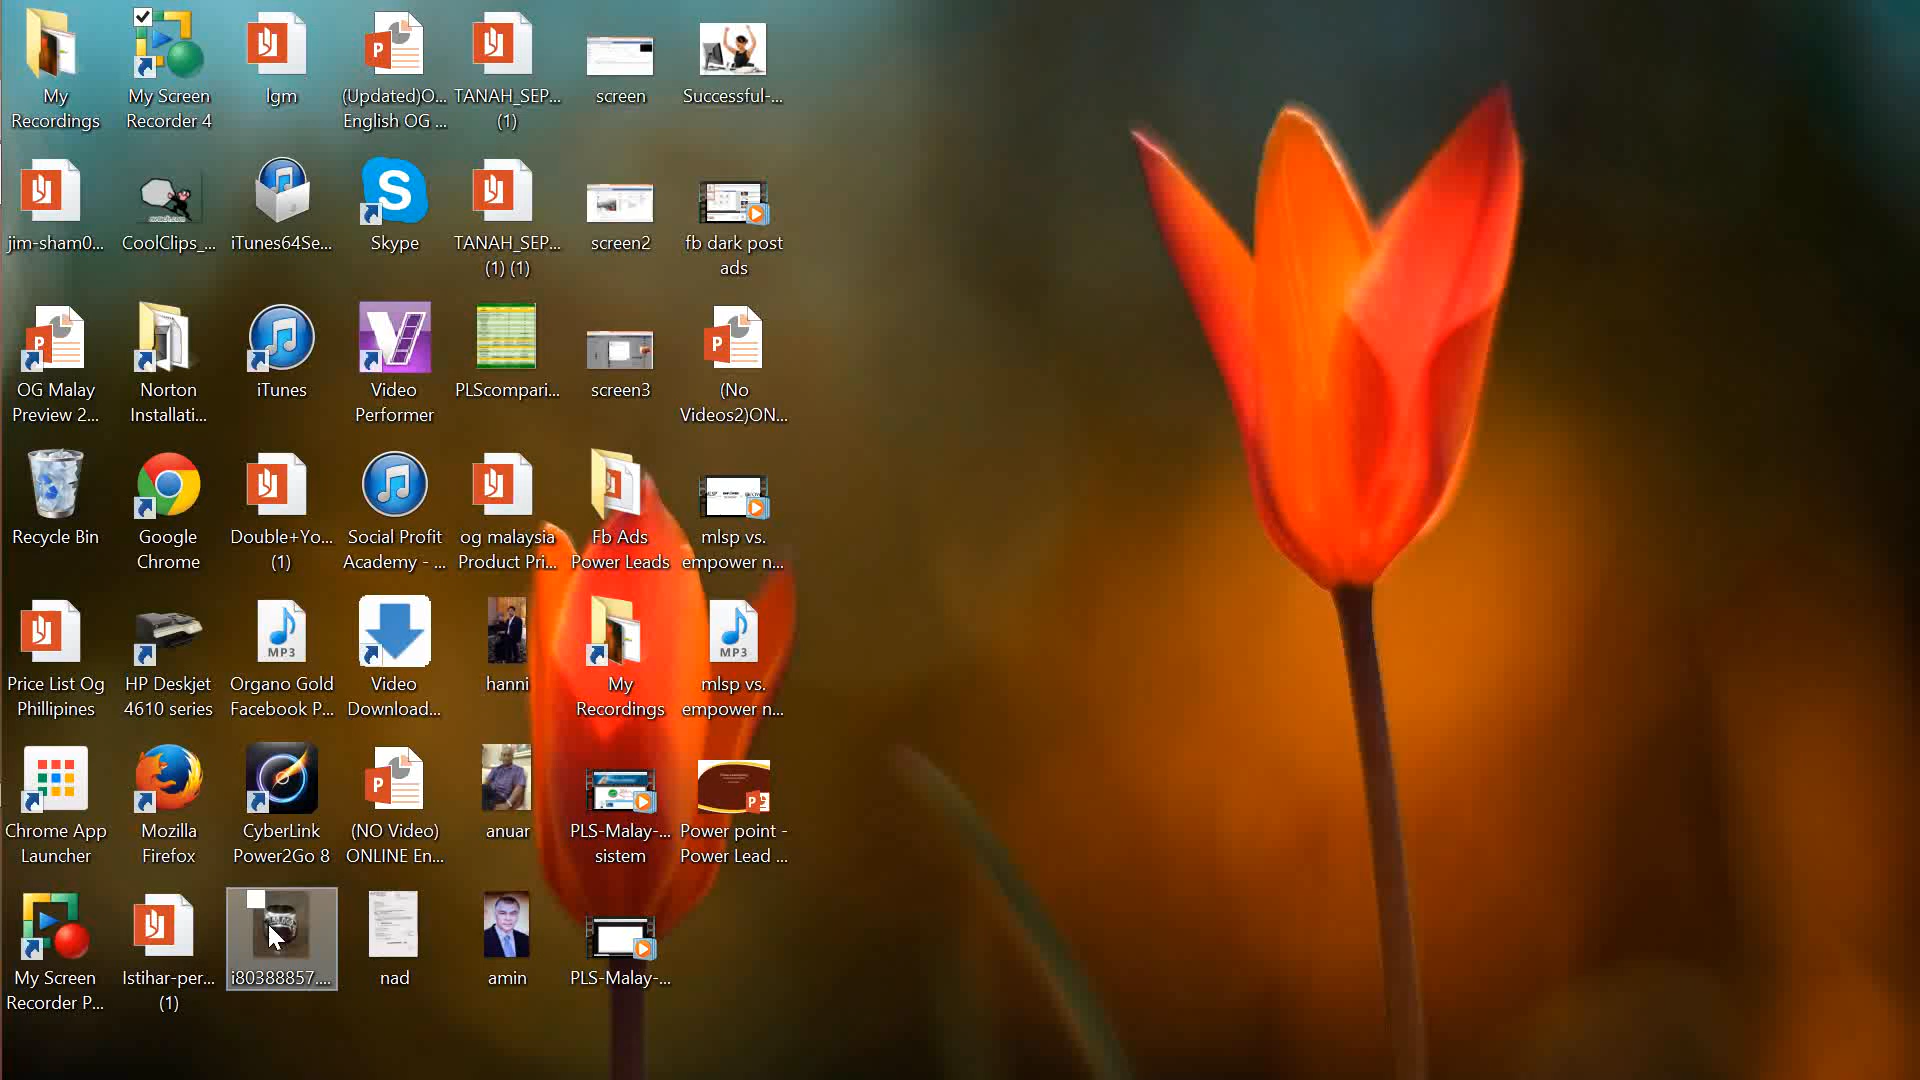 My
Recordings
My Screen
Recorder 4
lgm
(Updated)O...
English OG ...
TANAH_SEP...
(1)
screen
Successful-...
jim-sham0...
CoolClips_...
iTunes64Se...
Skype
TANAH_SEP...
(1) (1)
screen2
fb dark post
ads
OG Malay
Preview 2...
Norton
Installati...
iTunes
Video
Performer
PLScompari...
screen3
(No
Videos2)ON...
Recycle Bin
Google
Chrome
Double+Yo...
(1)
Social Profit
Academy - ...
og malaysia
Product Pri...
Fb Ads
Power Leads
mlsp vs.
empower n...
Price List Og
Phillipines
HP Deskjet
4610 series
MP3
Organo Gold
Facebook P...
Video
Download...
hanni
My
Recordings
MP3
mlsp vs.
empower n...
Chrome App
Launcher
Mozilla
Firefox
CyberLink
Power2Go 8
(NO Video)
ONLINE En...
anuar
PLS-Malay-...
sistem
Power point -
Power Lead ...
My Screen
Recorder P...
Istihar-per...
(1)
i80388857....
nad
amin
PLS-Malay-...